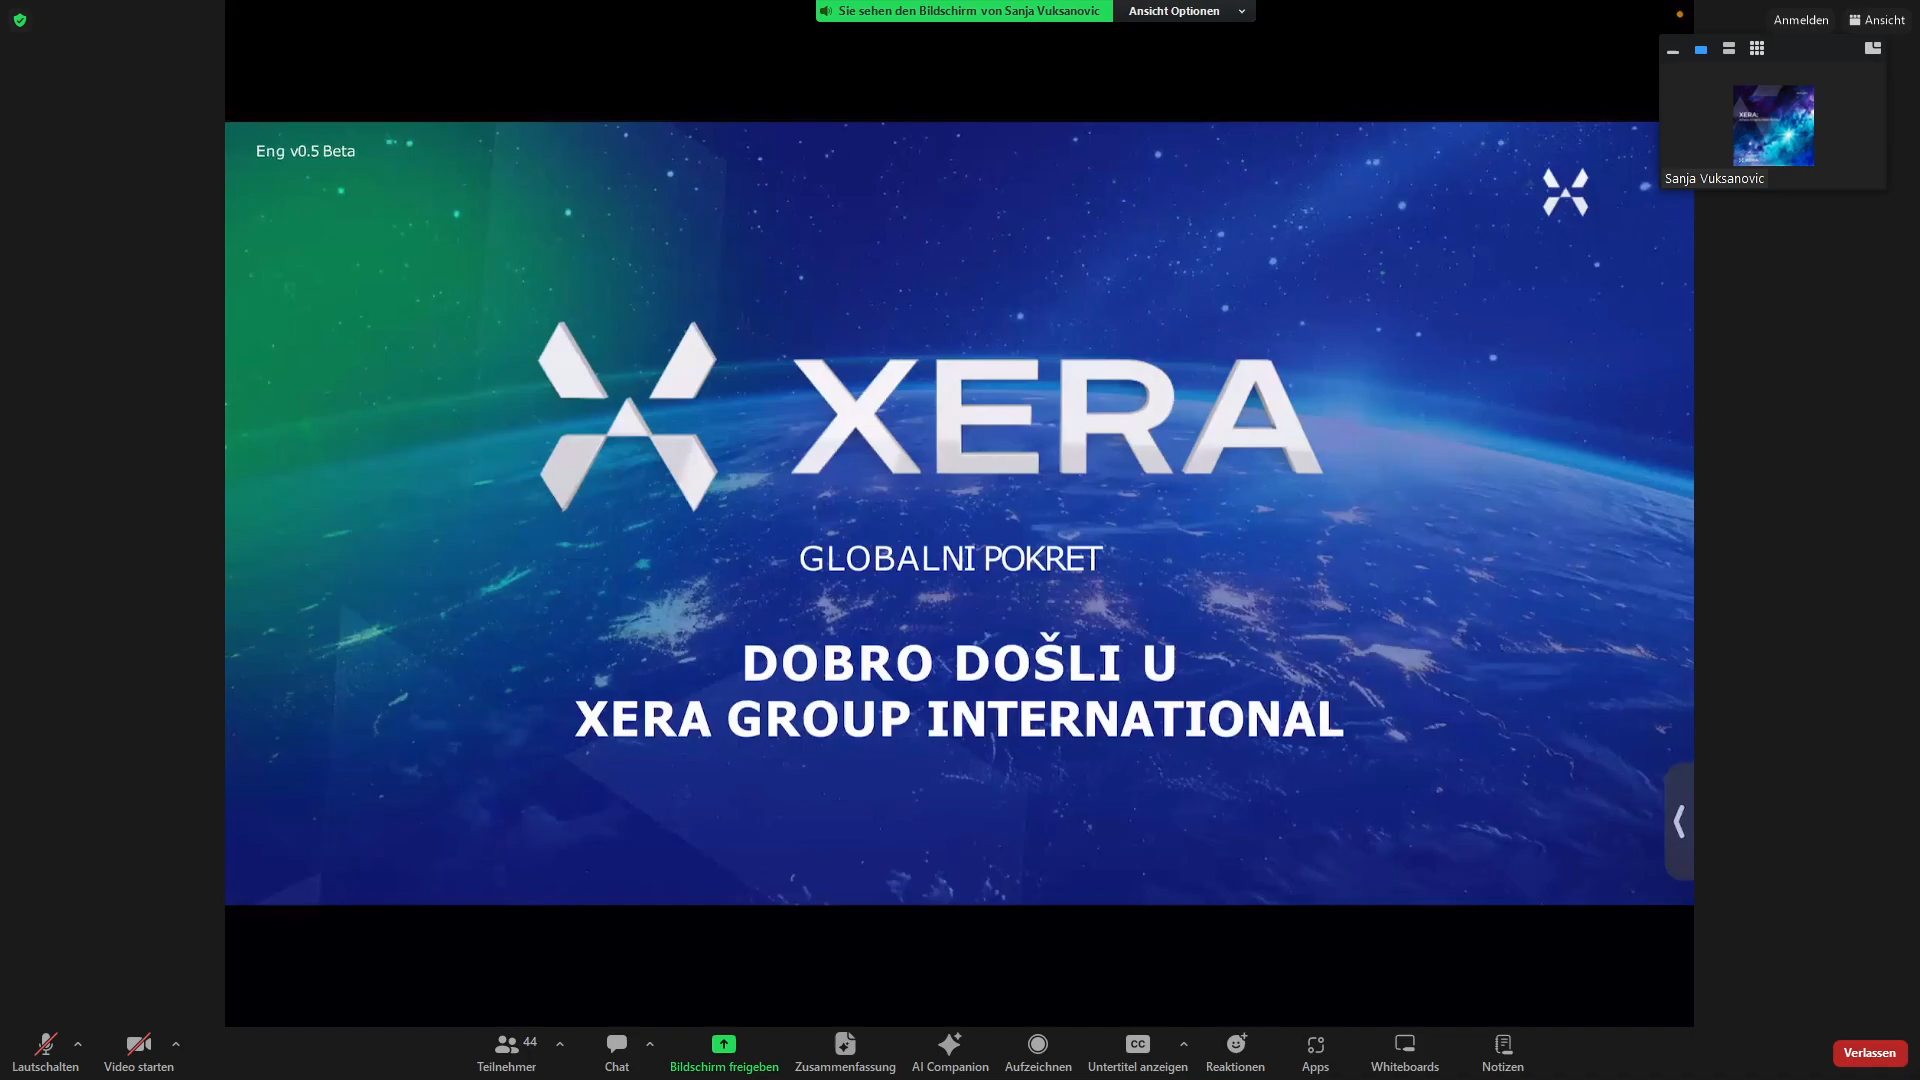 Sie sehen den Bildschirm von Sanja Vuksanovic
Ansicht Optionen
Anmelden
Ansicht
Sanja Vuksanovic
Eng v0.5 Beta
XERA
GLOBALNI POKRET
DOBRO DOŠLI U
XERA GROUP INTERNATIONAL
Lautschalten
Video starten
44
Teilnehmer
Chat
Bildschirm freigeben
Zusammenfassung
AI Companion
Aufzeichnen
CC
Untertitel anzeigen
Reaktionen
Apps
Whiteboards
Notizen
Verlassen